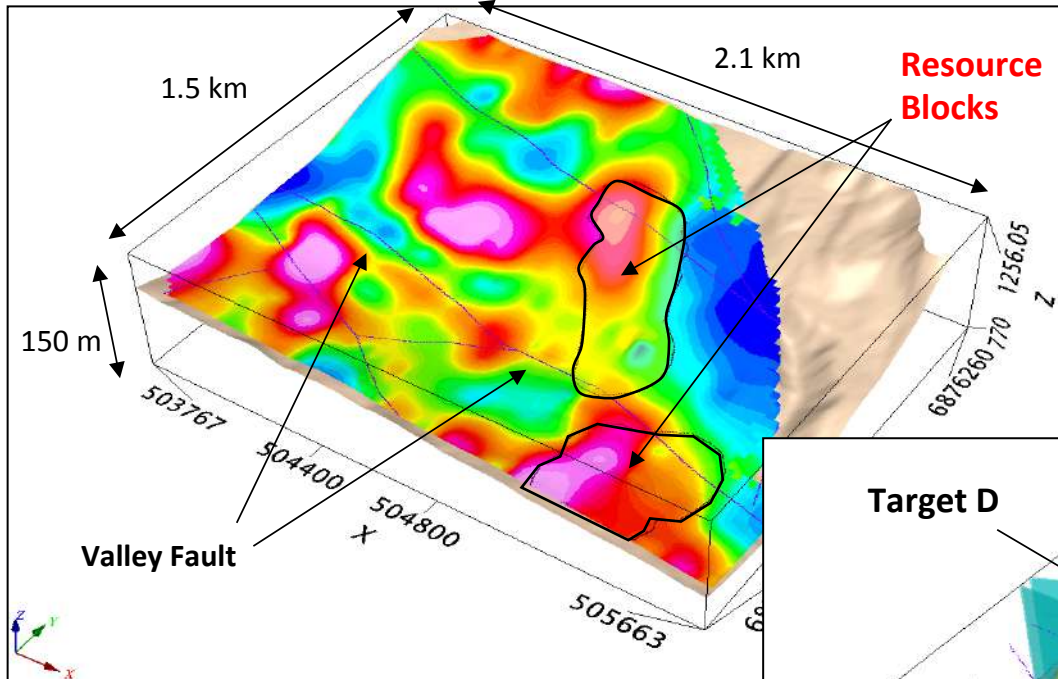 2.1 km
Resource
Blocks
1.5 km
1256.05
Z
770
6876260
150 m
503767
504400
504800
X
505663
Valley Fault
Target D
Z
Y
X